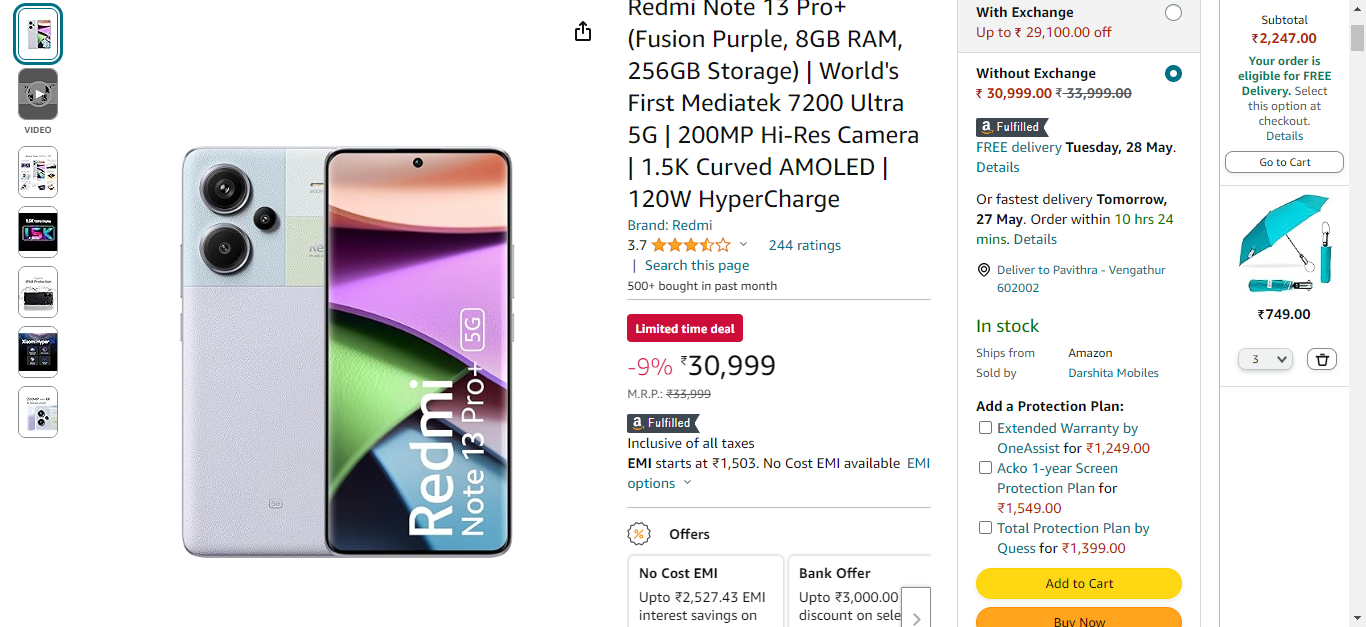 VIDEO
1.5K
Redmi
Note 13 Pro+ 5G
Redmi Note 13 Pro+
(Fusion Purple, 8GB RAM,
256GB Storage) | World's
First Mediatek 7200 Ultra
5G | 200MP Hi-Res Camera
| 1.5K Curved AMOLED |
120W HyperCharge
Brand: Redmi
3.7
244 ratings
| Search this page
500+ bought in past month
Limited time deal
-9% ₹30,999
M.R.P.: ₹33,999
a Fulfilled
Inclusive of all taxes
EMI starts at ₹1,503. No Cost EMI available EMI
options
Offers
No Cost EMI
Upto ₹2,527.43 EMI
interest savings on
Bank Offer
Upto ₹3,000.00
discount on sele
With Exchange
Up to ₹ 29,100.00 off
Without Exchange
₹ 30,999.00 ₹ 33,999.00
a Fulfilled
FREE delivery Tuesday, 28 May.
Details
Or fastest delivery Tomorrow,
27 May. Order within 10 hrs 24
mins. Details
Deliver to Pavithra - Vengathur
602002
In stock
Ships from Amazon
Sold by Darshita Mobiles
Add a Protection Plan:
Extended Warranty by
OneAssist for ₹1,249.00
Acko 1-year Screen
Protection Plan for
₹1,549.00
Total Protection Plan by
Quess for ₹1,399.00
Add to Cart
Buy Now
Subtotal
₹2,247.00
Your order is
eligible for FREE
Delivery. Select
this option at
checkout.
Details
Go to Cart
₹749.00
3